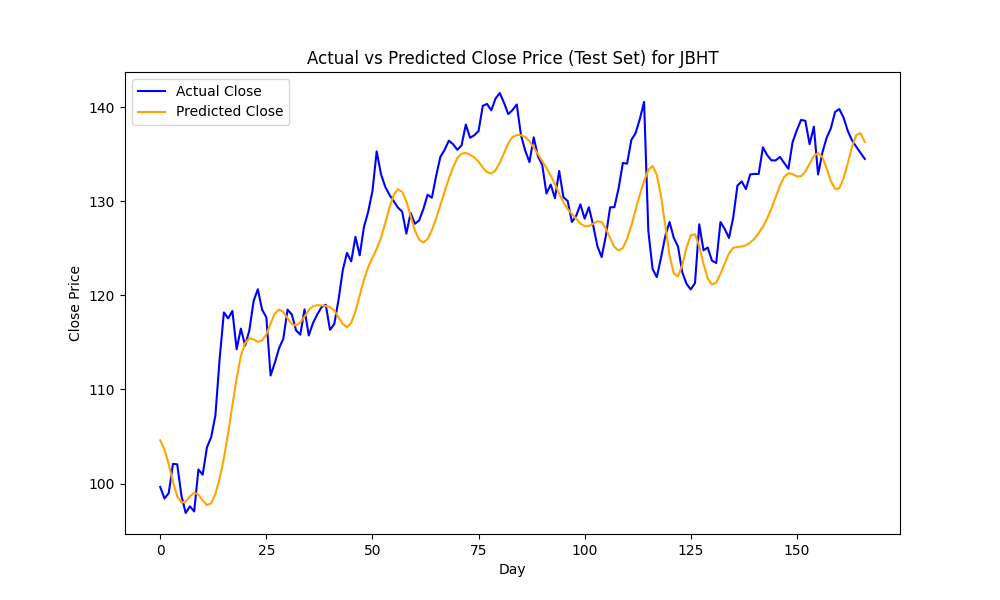 Actual vs Predicted Close Price (Test Set) for JBHT
Actual Close
Predicted Close
140
130
120
110
100
Close Price
0 25 50 75 100 125 150
Day